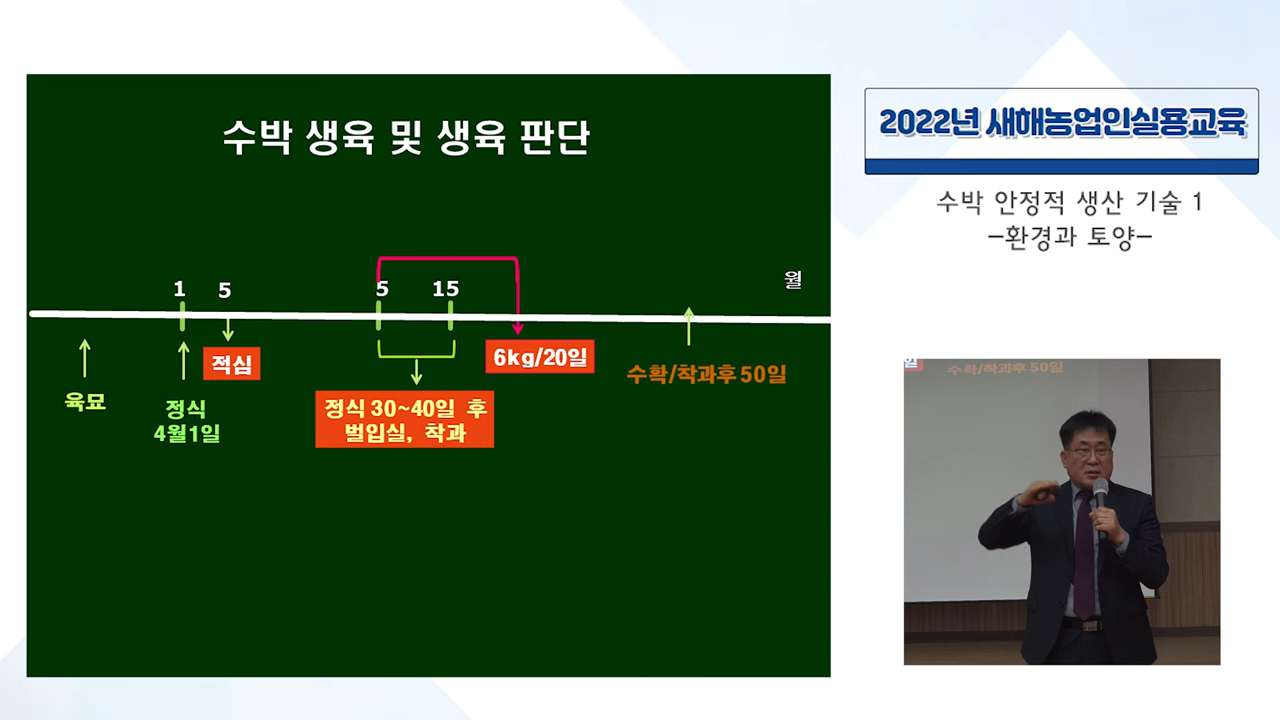 수박 생육 및 생육 판단
월
1
5
5
15
적심
6kg/20일
수확/착과후 50일
육묘
정식
4월1일
정식 30~40일 후
벌입실, 착과
2022년 새해농업인실용교육
수박 안정적 생산 기술 1
-환경과 토양-
수확/착과후 50일